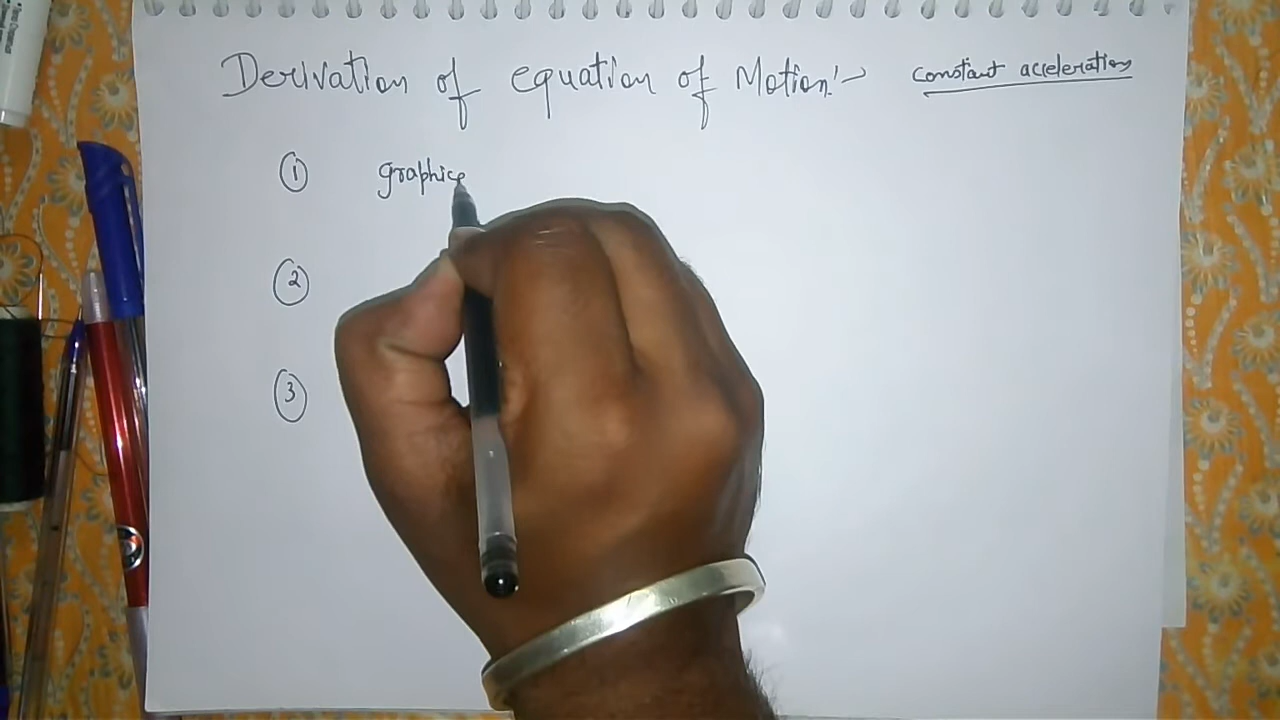 Derivation of equation of Motion:-
constant acceleration
① graphic
②
③